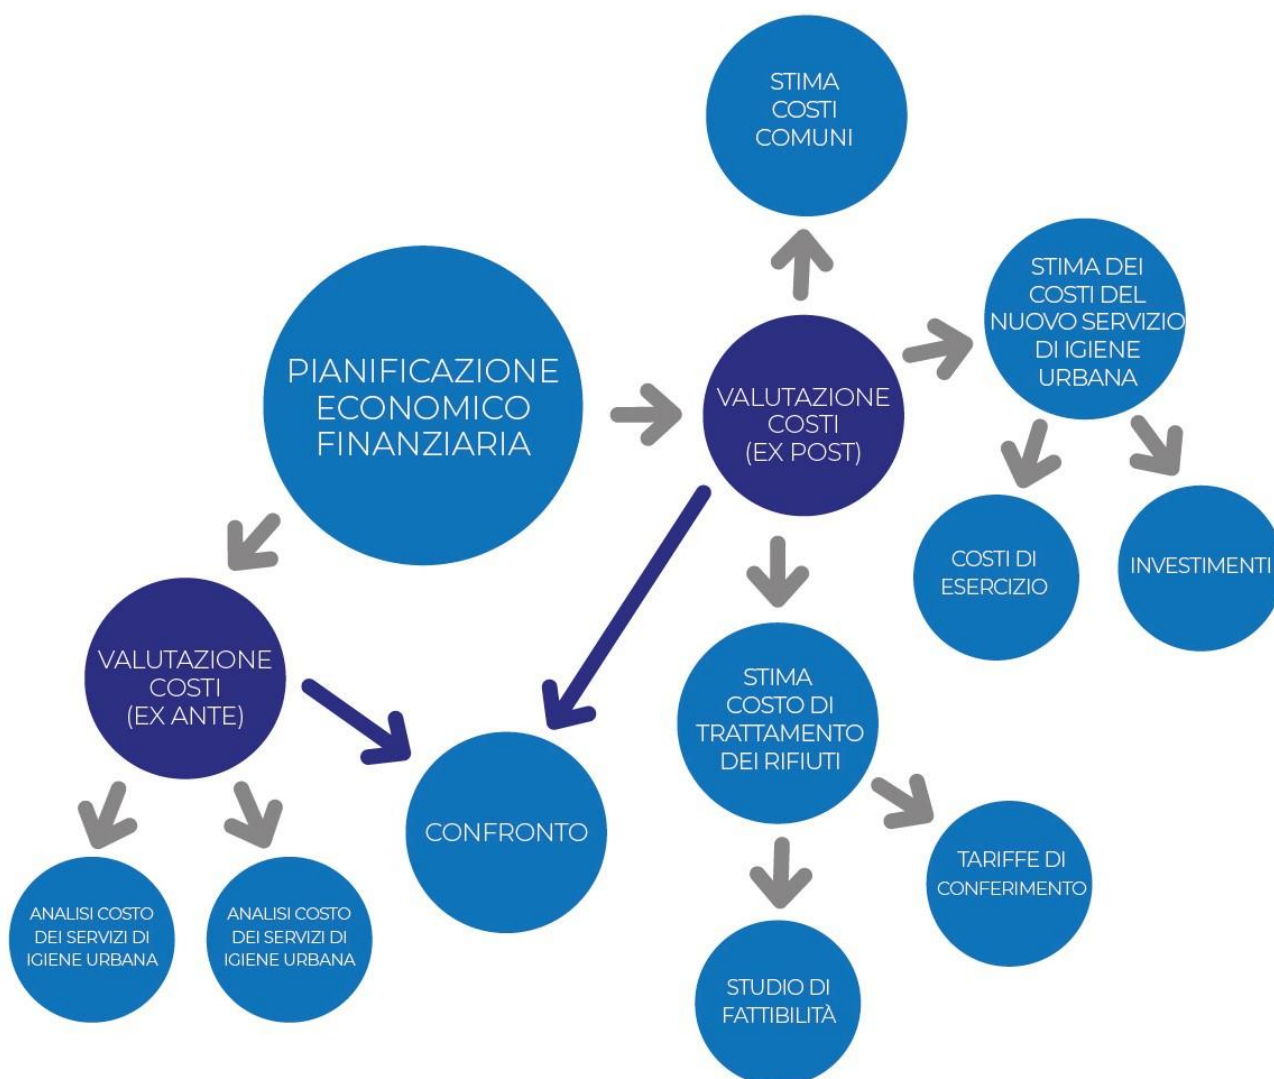 STIMA
COSTI
COMUNI
STIMA DEI
COSTI DEL
NUOVO SERVIZIO
DI IGIENE
URBANA
PIANIFICAZIONE
ECONOMICO
FINANZIARIA
VALUTAZIONE
COSTI
(EX POST)
COSTI DI
ESERCIZIO
INVESTIMENTI
VALUTAZIONE
COSTI
(EX ANTE)
STIMA
COSTO DI
TRATTAMENTO
DEI RIFIUTI
CONFRONTO
TARIFFE DI
CONFERIMENTO
ANALISI COSTO
DEI SERVIZI DI
IGIENE URBANA
ANALISI COSTO
DEI SERVIZI DI
IGIENE URBANA
STUDIO DI
FATTIBILITÀ